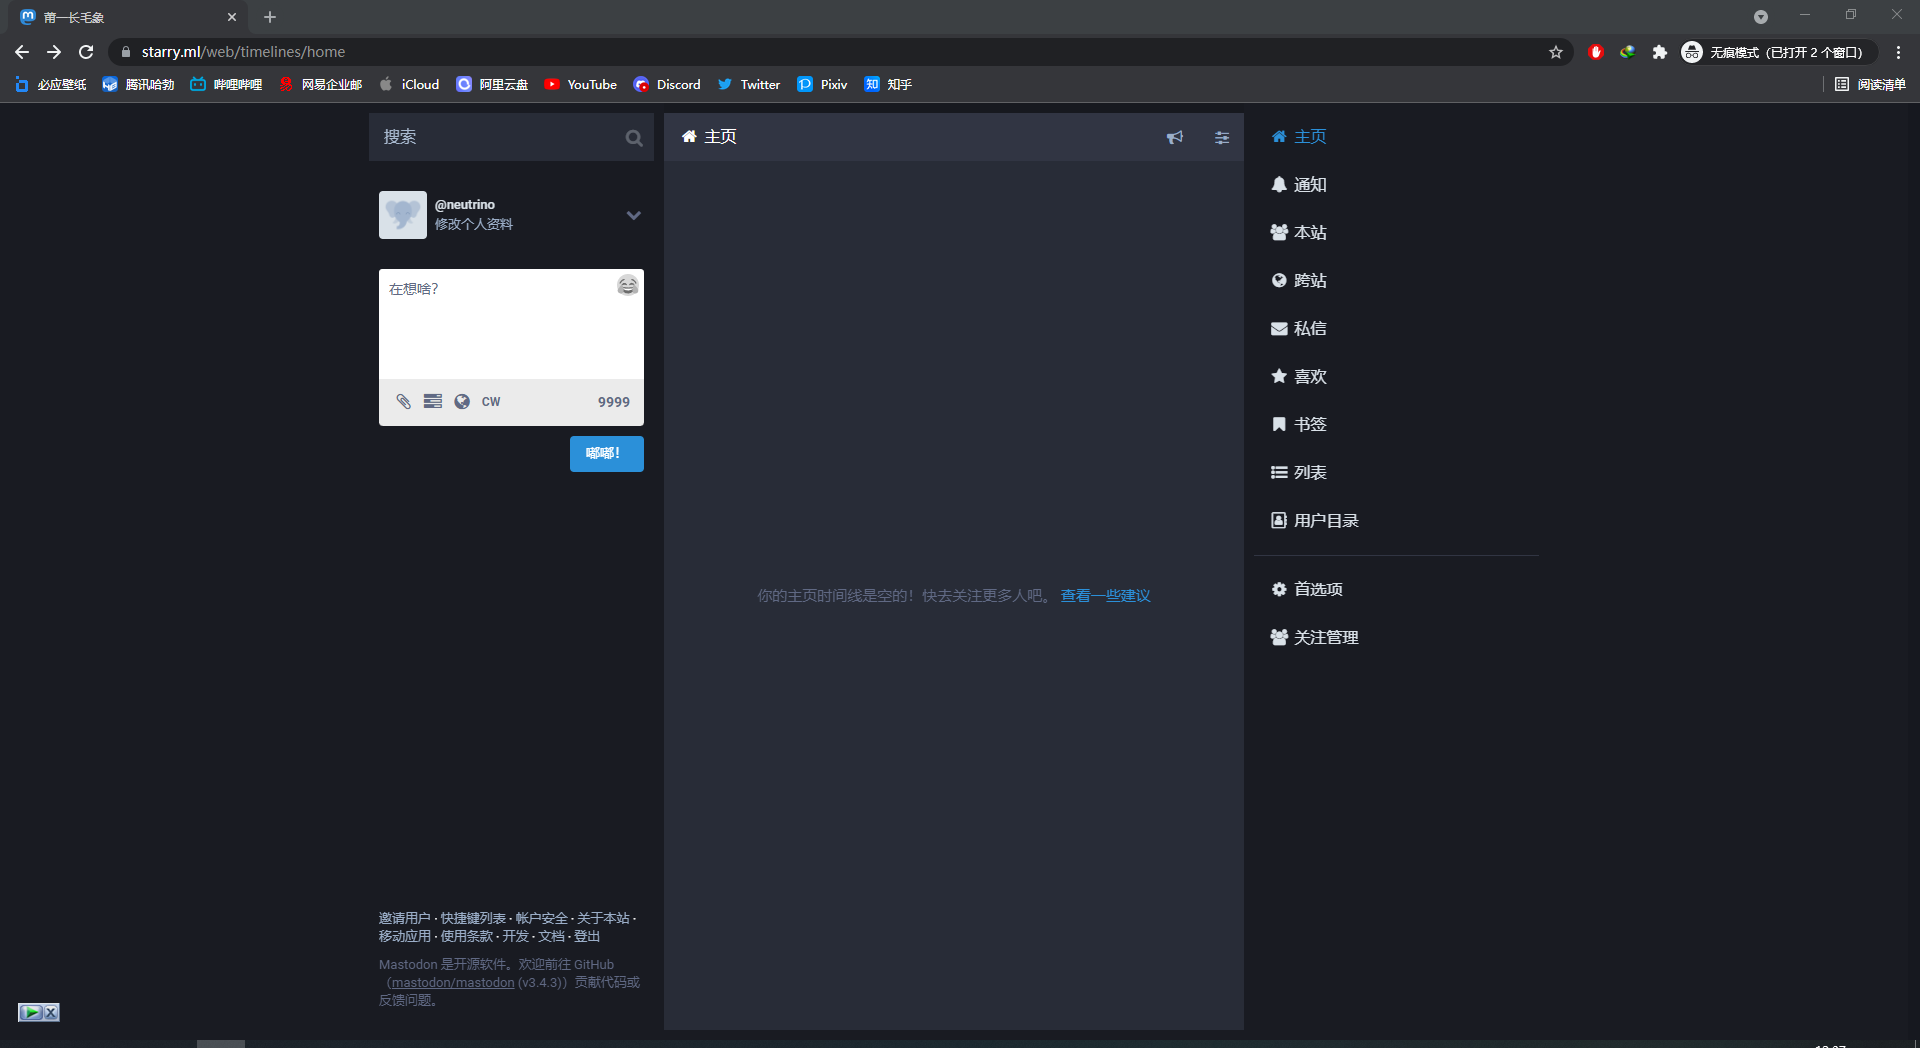 莆一长毛象
starry.ml/web/timelines/home
无痕模式（已打开 2 个窗口）
必应壁纸
腾讯哈勃
哔哩哔哩
网易企业邮
iCloud
阿里云盘
YouTube
Discord
Twitter
Pixiv
知 知乎
阅读清单
搜索
@neutrino
修改个人资料
在想啥？
CW
9999
嘟嘟！
邀请用户 · 快捷键列表 · 帐户安全 · 关于本站 ·
移动应用 · 使用条款 · 开发 · 文档 · 登出
Mastodon 是开源软件。欢迎前往 GitHub
（mastodon/mastodon (v3.4.3)）贡献代码或
反馈问题。
主页
你的主页时间线是空的！快去关注更多人吧。 查看一些建议
主页
通知
本站
跨站
私信
喜欢
书签
列表
用户目录
首选项
关注管理